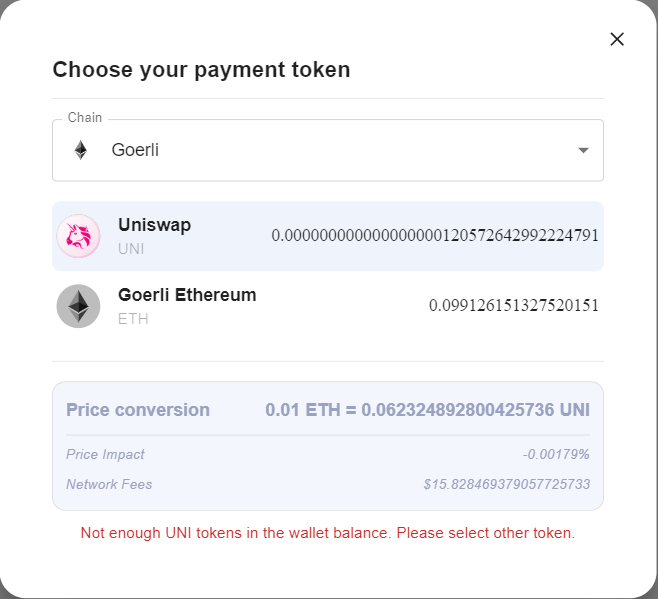 Choose your payment token
Chain
Goerli
Uniswap 0.0000000000000000000120572642992224791
UNI
Goerli Ethereum 0.099126151327520151
ETH
Price conversion 0.01 ETH = 0.062324892800425736 UNI
Price Impact -0.00179%
Network Fees $15.828469379057725733
Not enough UNI tokens in the wallet balance. Please select other token.